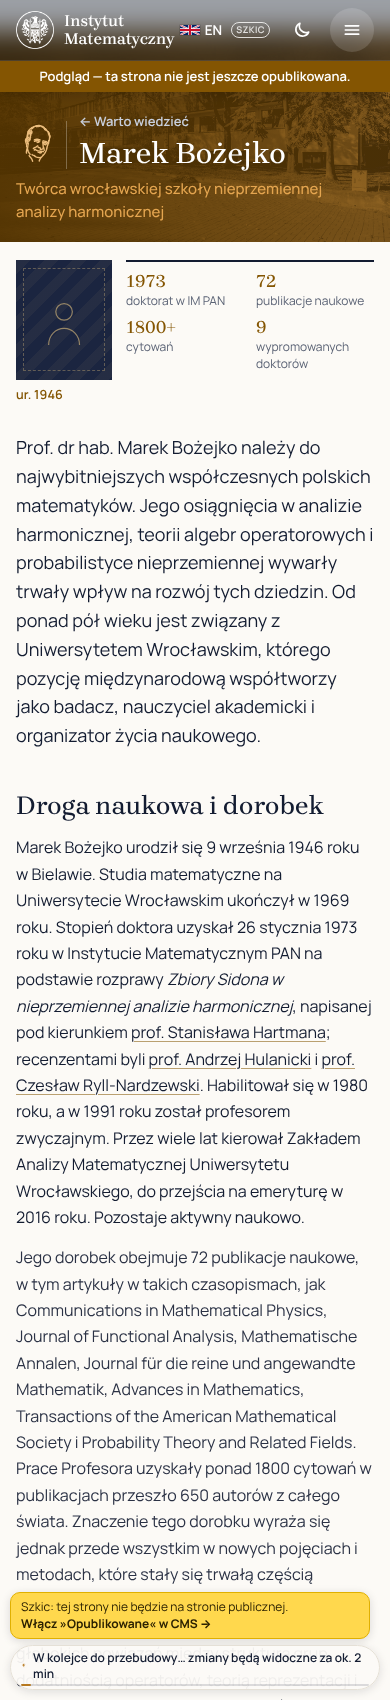 Instytut
Matematyczny
EN
SZKIC
Podgląd — ta strona nie jest jeszcze opublikowana.
← Warto wiedzieć
Marek Bożejko
Twórca wrocławskiej szkoły nieprzemiennej
analizy harmonicznej
1973
doktorat w IM PAN
72
publikacje naukowe
1800+
cytowań
9
wypromowanych
doktorów
ur. 1946
Prof. dr hab. Marek Bożejko należy do
najwybitniejszych współczesnych polskich
matematyków. Jego osiągnięcia w analizie
harmonicznej, teorii algebr operatorowych i
probabilistyce nieprzemiennej wywarły
trwały wpływ na rozwój tych dziedzin. Od
ponad pół wieku jest związany z
Uniwersytetem Wrocławskim, którego
pozycję międzynarodową współtworzy
jako badacz, nauczyciel akademicki i
organizator życia naukowego.
Droga naukowa i dorobek
Marek Bożejko urodził się 9 września 1946 roku
w Bielawie. Studia matematyczne na
Uniwersytecie Wrocławskim ukończył w 1969
roku. Stopień doktora uzyskał 26 stycznia 1973
roku w Instytucie Matematycznym PAN na
podstawie rozprawy Zbiory Sidona w
nieprzemiennej analizie harmonicznej, napisanej
pod kierunkiem prof. Stanisława Hartmana;
recenzentami byli prof. Andrzej Hulanicki i prof.
Czesław Ryll-Nardzewski. Habilitował się w 1980
roku, a w 1991 roku został profesorem
zwyczajnym. Przez wiele lat kierował Zakładem
Analizy Matematycznej Uniwersytetu
Wrocławskiego, do przejścia na emeryturę w
2016 roku. Pozostaje aktywny naukowo.
Jego dorobek obejmuje 72 publikacje naukowe,
w tym artykuły w takich czasopismach, jak
Communications in Mathematical Physics,
Journal of Functional Analysis, Mathematische
Annalen, Journal für die reine und angewandte
Mathematik, Advances in Mathematics,
Transactions of the American Mathematical
Society i Probability Theory and Related Fields.
Prace Profesora uzyskały ponad 1800 cytowań w
publikacjach przeszło 650 autorów z całego
świata. Znaczenie tego dorobku wyraża się
jednak przede wszystkim w nowych pojęciach i
metodach, które stały się trwałą częścią
Szkic: tej strony nie będzie na stronie publicznej.
Włącz »Opublikowane« w CMS →
W kolejce do przebudowy… zmiany będą widoczne za ok. 2
min